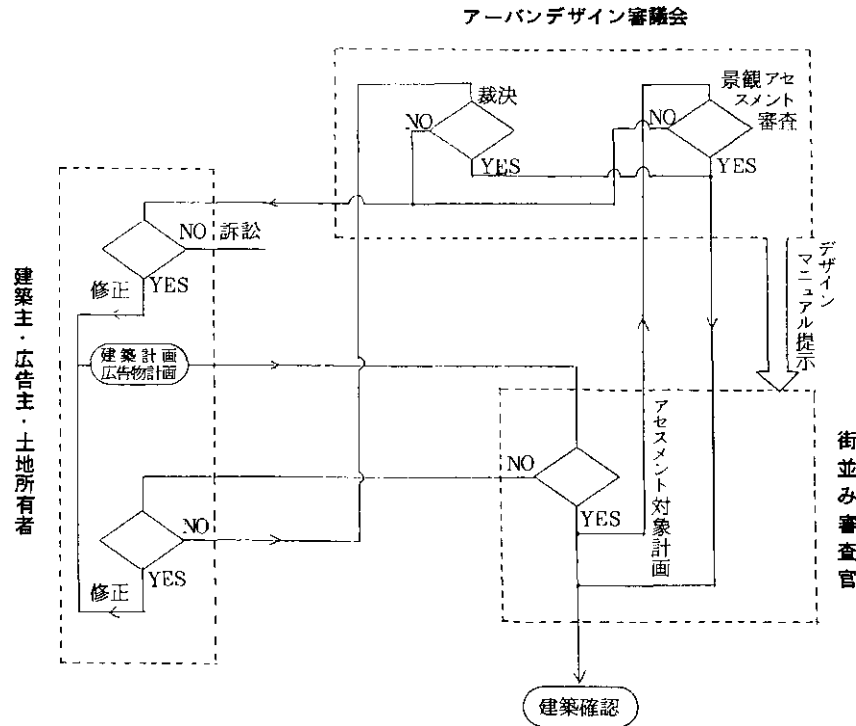 アーバンデザイン審議会
裁決
NO
YES
景観アセ
スメント
審査
NO
YES
デザイン
マニュアル提示
建築主・広告主・土地所有者
NO 訴訟
YES
修正
建築計画
広告物計画
NO
YES
修正
アセスメント対象計画
NO
YES
街並み審査官
建築確認